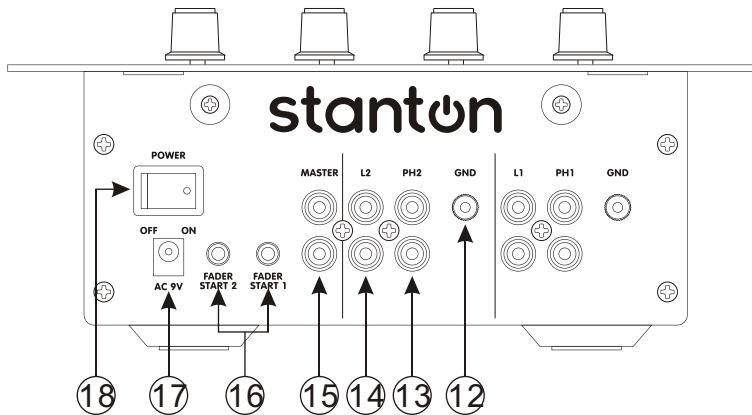 stanton
POWER
MASTER L2 PH2 GND L1 PH1 GND
OFF ON
AC 9V
FADER START 2
FADER START 1
18 17 16 15 14 13 12